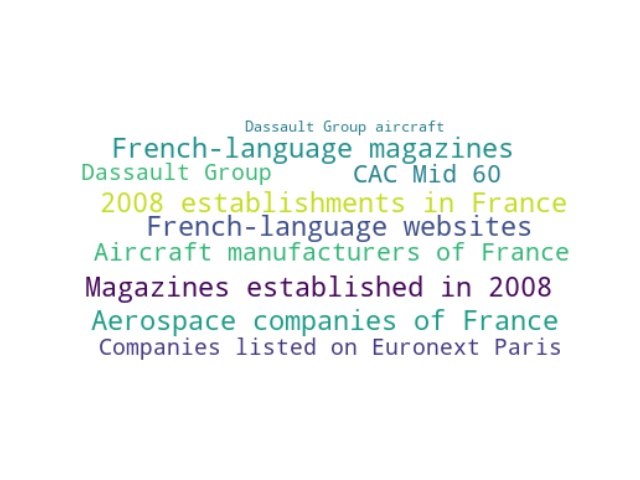 Dassault Group aircraft
French-language magazines
Dassault Group CAC Mid 60
2008 establishments in France
French-language websites
Aircraft manufacturers of France
Magazines established in 2008
Aerospace companies of France
Companies listed on Euronext Paris